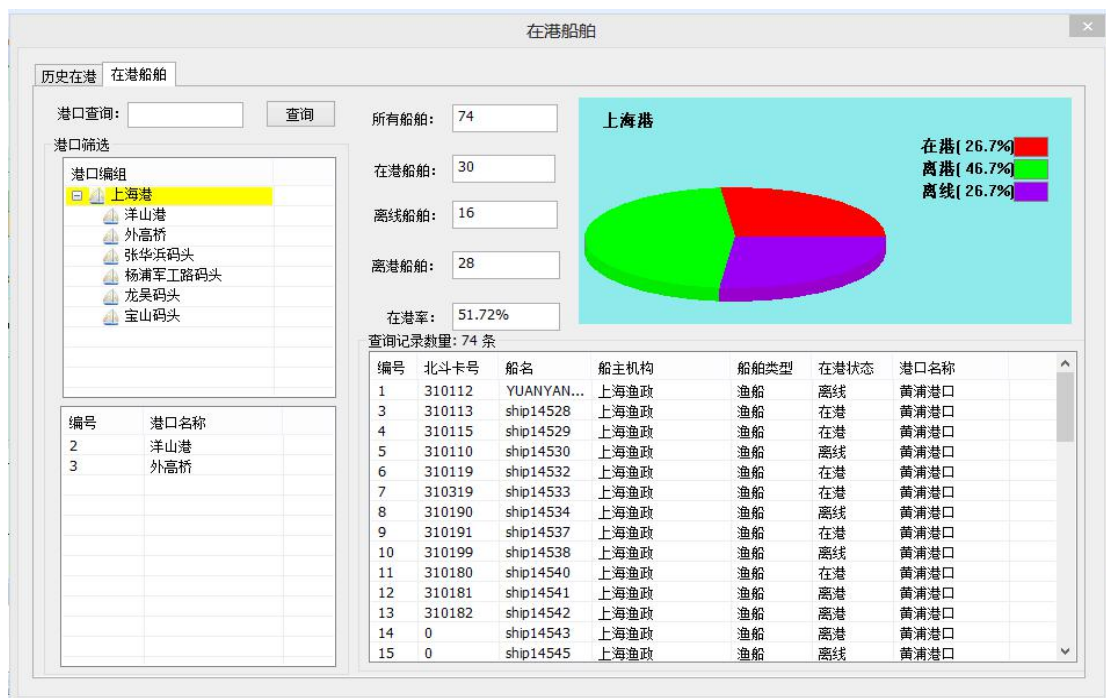 在港船舶
历史在港 在港船舶
港口查询: 查询
港口筛选
港口编组
上海港
洋山港
外高桥
张华浜码头
杨浦军工路码头
龙吴码头
宝山码头
编号 港口名称
2 洋山港
3 外高桥
所有船舶: 74
在港船舶: 30
离线船舶: 16
离港船舶: 28
在港率: 51.72%
上海港
在港( 26.7%)
离港( 46.7%)
离线( 26.7%)
查询记录数量: 74 条
编号 北斗卡号 船名 船主机构 船舶类型 在港状态 港口名称
1 310112 YUANYAN... 上海渔政 渔船 离线 黄浦港口
3 310113 ship14528 上海渔政 渔船 在港 黄浦港口
4 310115 ship14529 上海渔政 渔船 在港 黄浦港口
5 310110 ship14530 上海渔政 渔船 离线 黄浦港口
6 310119 ship14532 上海渔政 渔船 在港 黄浦港口
7 310319 ship14533 上海渔政 渔船 在港 黄浦港口
8 310190 ship14534 上海渔政 渔船 离线 黄浦港口
9 310191 ship14537 上海渔政 渔船 在港 黄浦港口
10 310199 ship14538 上海渔政 渔船 离线 黄浦港口
11 310180 ship14540 上海渔政 渔船 在港 黄浦港口
12 310181 ship14541 上海渔政 渔船 离港 黄浦港口
13 310182 ship14542 上海渔政 渔船 离港 黄浦港口
14 0 ship14543 上海渔政 渔船 离港 黄浦港口
15 0 ship14545 上海渔政 渔船 离线 黄浦港口